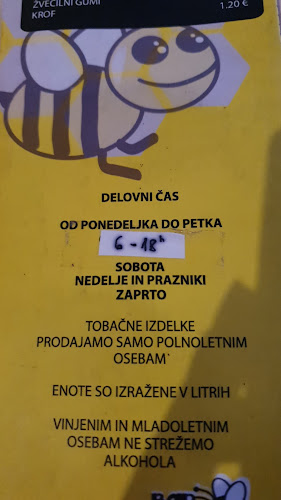 ŽVEČILNI GUMI
KROF 1.20 €
DELOVNI ČAS
OD PONEDELJKA DO PETKA
6 - 18h
SOBOTA
NEDELJE IN PRAZNIKI
ZAPRTO
TOBAČNE IZDELKE
PRODAJAMO SAMO POLNOLETNIM
OSEBAM
ENOTE SO IZRAŽENE V LITRIH
VINJENIM IN MLADOLETNIM
OSEBAM NE STREŽEMO
ALKOHOLA